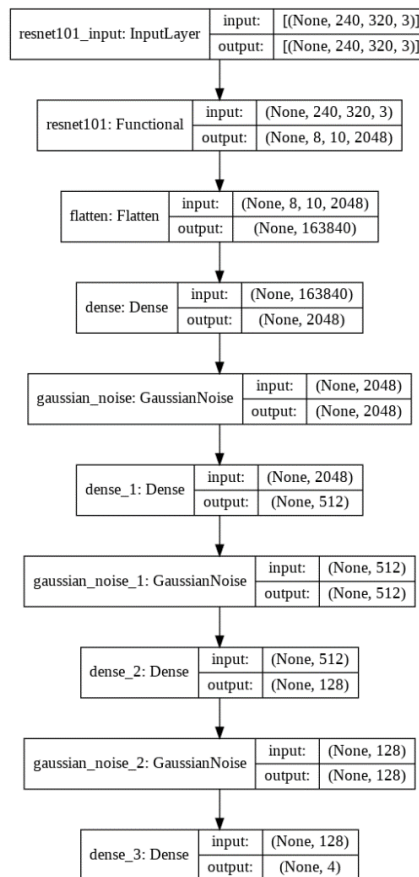 resnet101_input: InputLayer
input: [(None, 240, 320, 3)]
output: [(None, 240, 320, 3)]
resnet101: Functional
input: (None, 240, 320, 3)
output: (None, 8, 10, 2048)
flatten: Flatten
input: (None, 8, 10, 2048)
output: (None, 163840)
dense: Dense
input: (None, 163840)
output: (None, 2048)
gaussian_noise: GaussianNoise
input: (None, 2048)
output: (None, 2048)
dense_1: Dense
input: (None, 2048)
output: (None, 512)
gaussian_noise_1: GaussianNoise
input: (None, 512)
output: (None, 512)
dense_2: Dense
input: (None, 512)
output: (None, 128)
gaussian_noise_2: GaussianNoise
input: (None, 128)
output: (None, 128)
dense_3: Dense
input: (None, 128)
output: (None, 4)